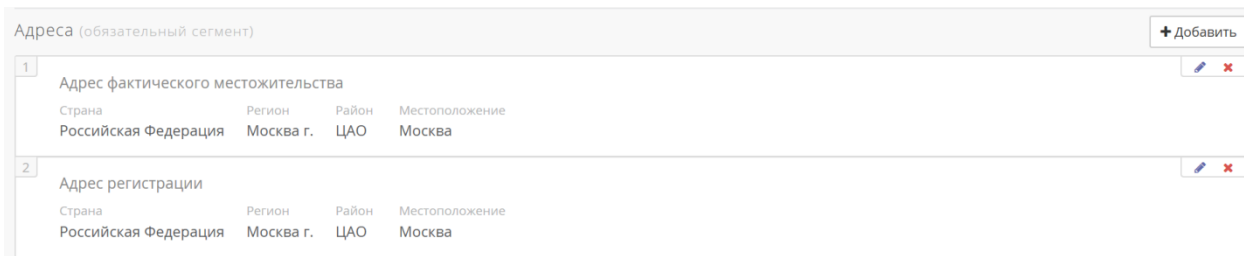 Адреса (обязательный сегмент)
+ Добавить
1
Адрес фактического местожительства
Страна Регион Район Местоположение
Российская Федерация Москва г. ЦАО Москва
2
Адрес регистрации
Страна Регион Район Местоположение
Российская Федерация Москва г. ЦАО Москва